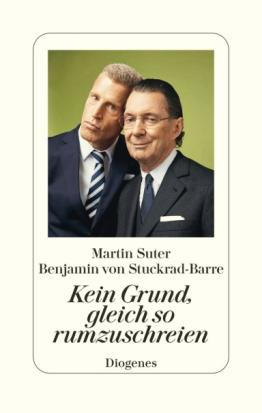 Martin Suter
Benjamin von Stuckrad-Barre
Kein Grund,
gleich so
rumzuschreien
Diogenes